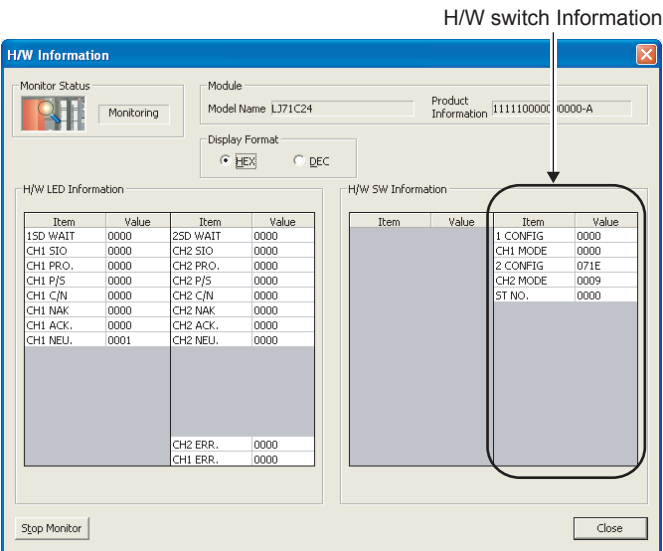 H/W switch Information
H/W Information
Monitor Status
Monitoring
Module
Model Name LJ71C24
Product Information 111110000000000-A
Display Format
HEX DEC
H/W LED Information
Item Value Item Value
1SD WAIT 0000 2SD WAIT 0000
CH1 SIO 0000 CH2 SIO 0000
CH1 PRO. 0000 CH2 PRO. 0000
CH1 P/S 0000 CH2 P/S 0000
CH1 C/N 0000 CH2 C/N 0000
CH1 NAK 0000 CH2 NAK 0000
CH1 ACK. 0000 CH2 ACK. 0000
CH1 NEU. 0001 CH2 NEU. 0000
CH2 ERR. 0000
CH1 ERR. 0000
H/W SW Information
Item Value Item Value
1 CONFIG 0000
CH1 MODE 0000
2 CONFIG 071E
CH2 MODE 0009
ST NO. 0000
Stop Monitor
Close